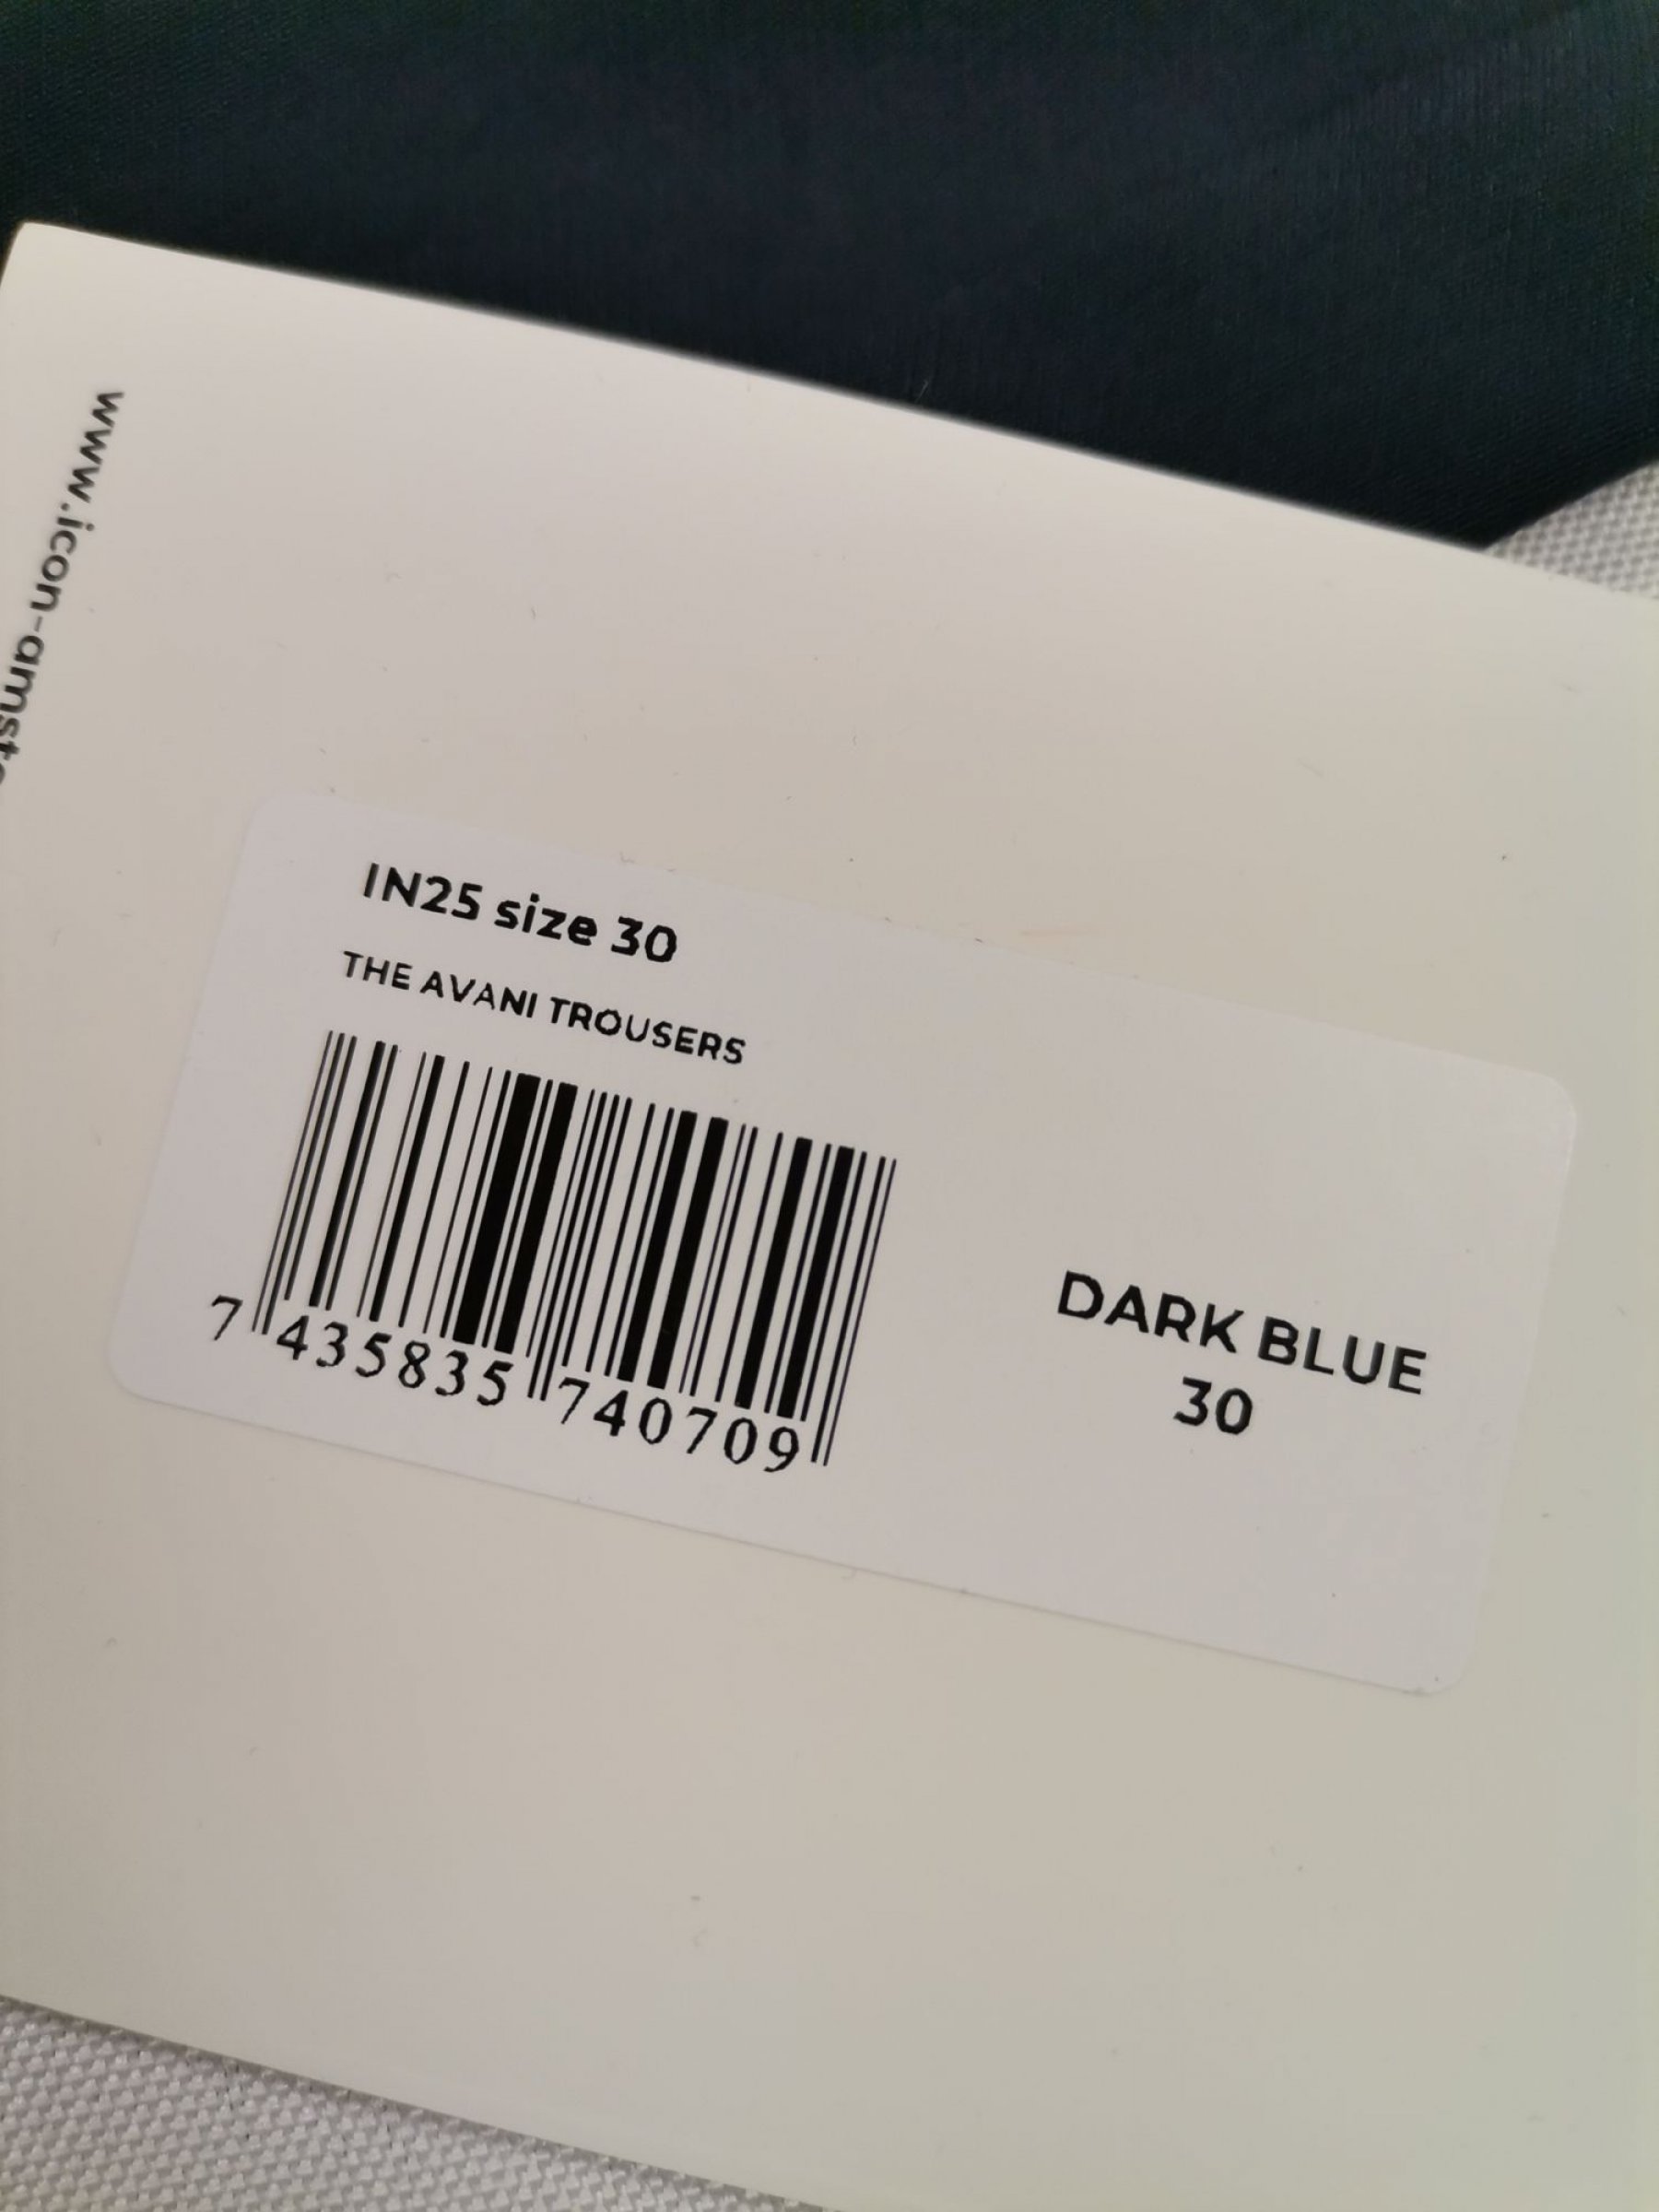 www.icon-amst
IN25 size 30
THE AVANI TROUSERS
7 435835 740709
DARK BLUE
30